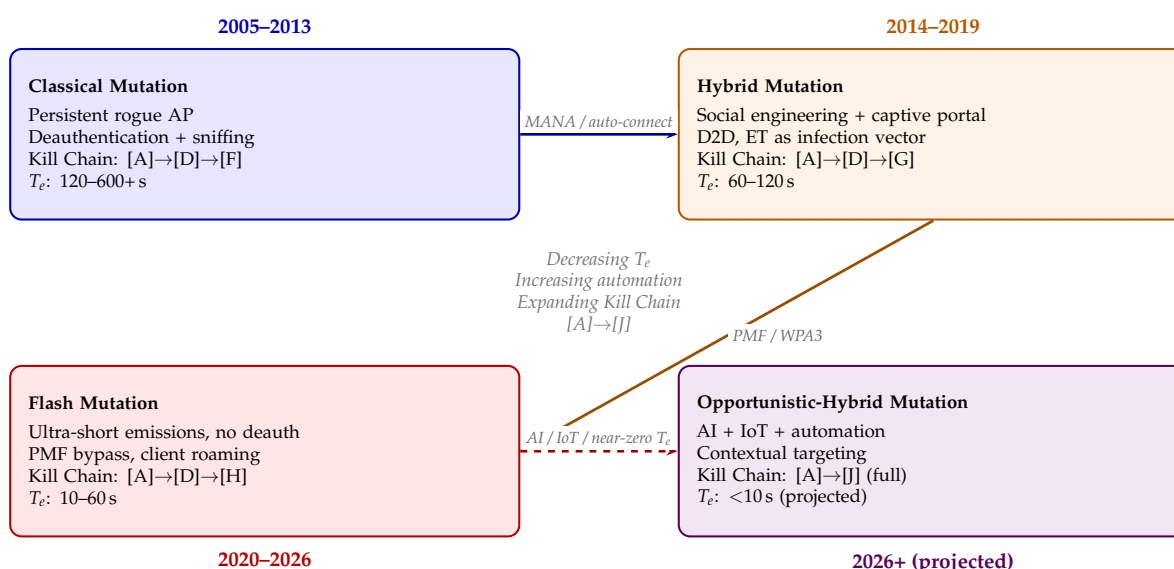 2005–2013
Classical Mutation
Persistent rogue AP
Deauthentication + sniffing
Kill Chain: [A]→[D]→[F]
Tₑ: 120–600+ s
MANA / auto-connect
2014–2019
Hybrid Mutation
Social engineering + captive portal
D2D, ET as infection vector
Kill Chain: [A]→[D]→[G]
Tₑ: 60–120 s
Decreasing Tₑ
Increasing automation
Expanding Kill Chain
[A]→[J]
PMF / WPA3
Flash Mutation
Ultra-short emissions, no deauth
PMF bypass, client roaming
Kill Chain: [A]→[D]→[H]
Tₑ: 10–60 s
2020–2026
AI / IoT / near-zero Tₑ
Opportunistic-Hybrid Mutation
AI + IoT + automation
Contextual targeting
Kill Chain: [A]→[J] (full)
Tₑ: <10 s (projected)
2026+ (projected)